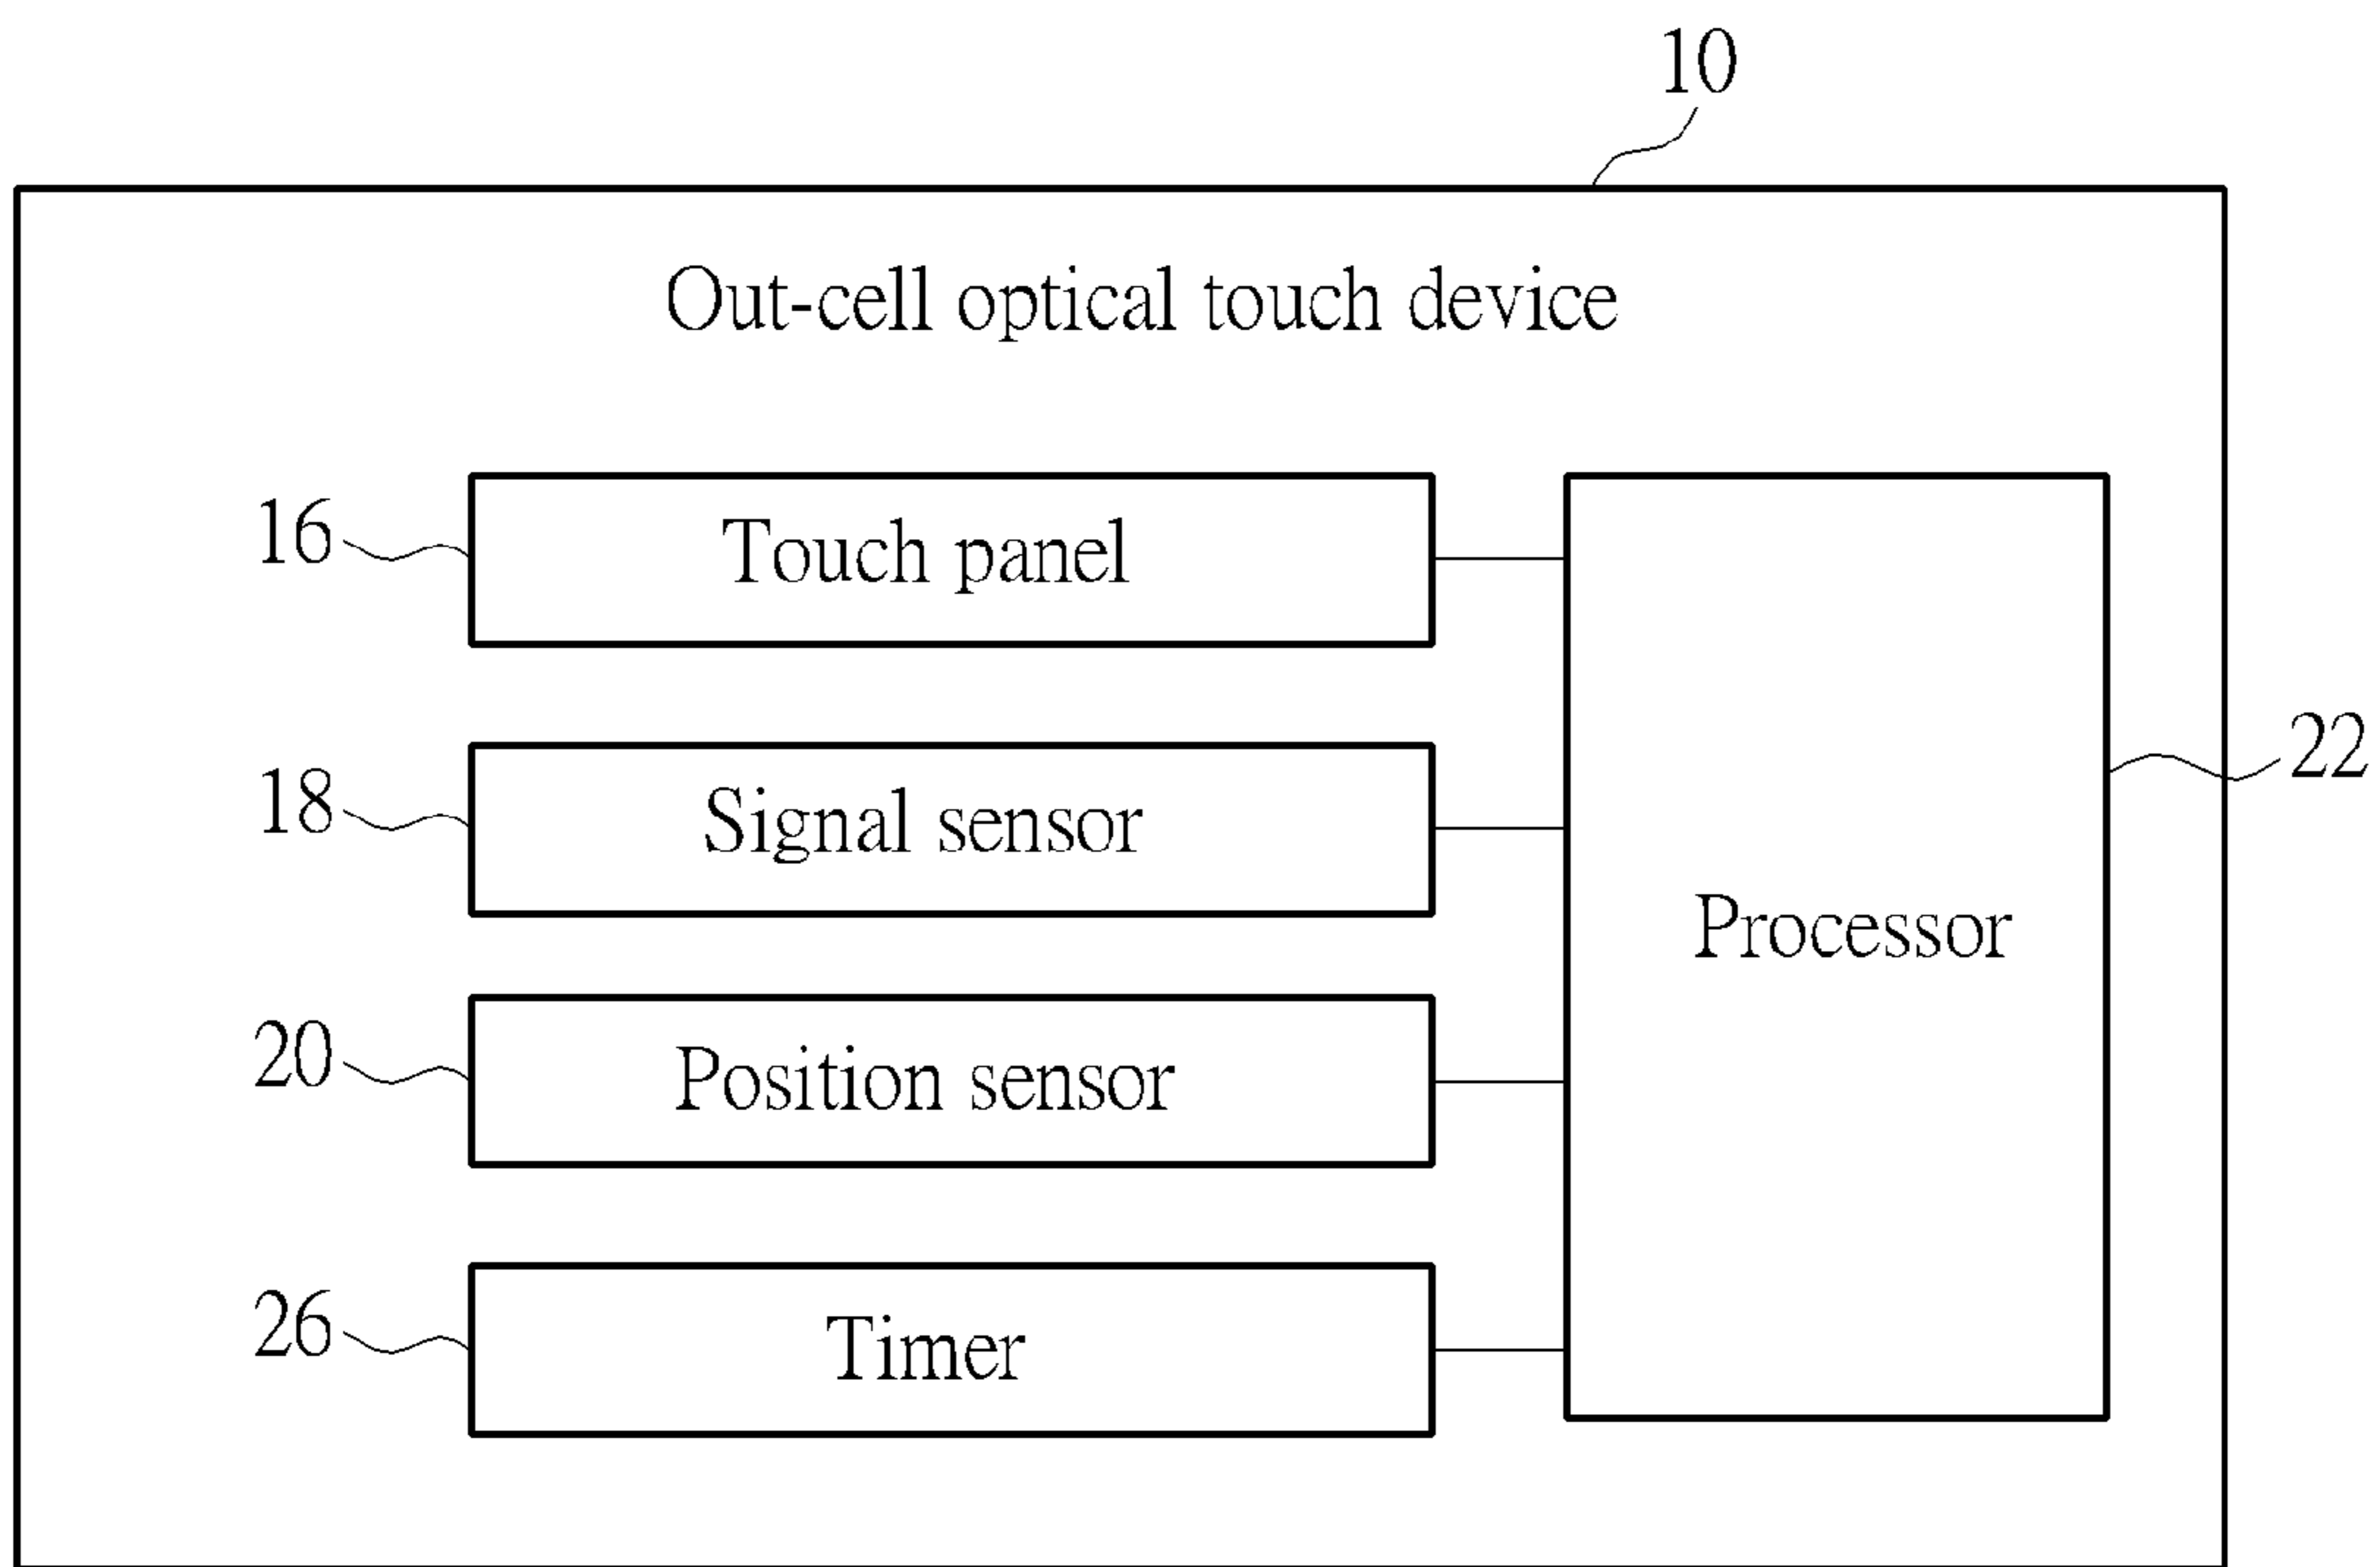 10
Out-cell optical touch device
16
Touch panel
18
Signal sensor
22
Processor
20
Position sensor
26
Timer